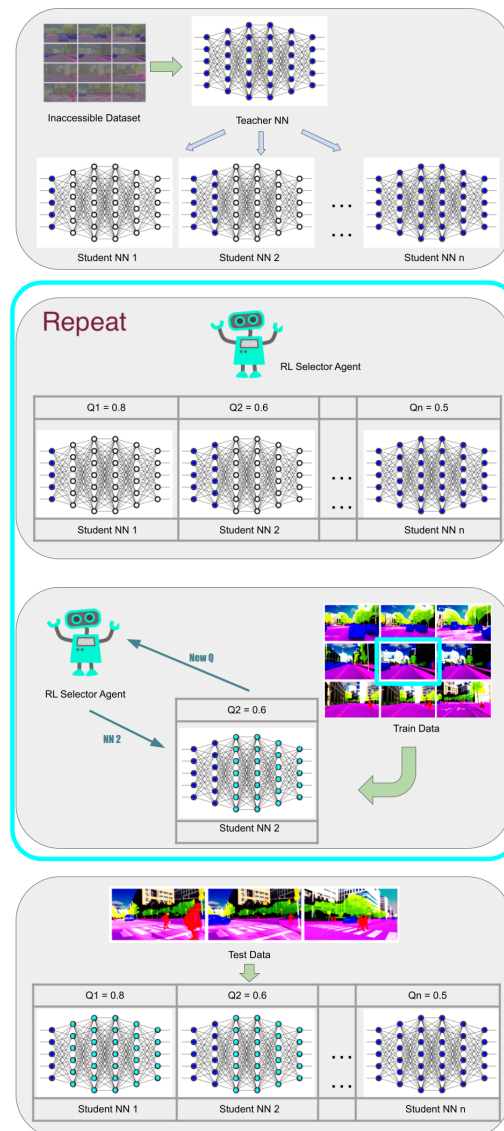 Inaccessible Dataset
Teacher NN
Student NN 1
Student NN 2
...
...
Student NN n
Repeat
RL Selector Agent
Q1 = 0.8
Q2 = 0.6
Qn = 0.5
...
...
Student NN 1
Student NN 2
Student NN n
New Q
RL Selector Agent
NN 2
Q2 = 0.6
Student NN 2
Train Data
Test Data
Q1 = 0.8
Q2 = 0.6
Qn = 0.5
...
...
Student NN 1
Student NN 2
Student NN n